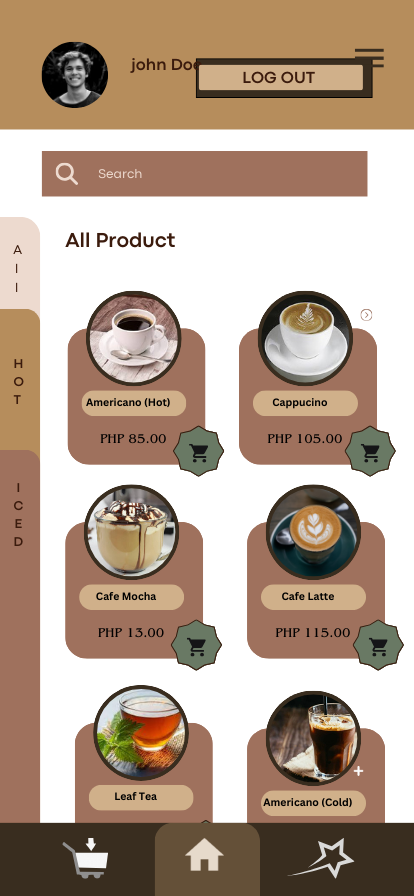 john Doe
LOG OUT
Search
All Product
All
HOT
ICED
Americano (Hot)
PHP 85.00
Cappucino
PHP 105.00
Cafe Mocha
PHP 13.00
Cafe Latte
PHP 115.00
Leaf Tea
Americano (Cold)